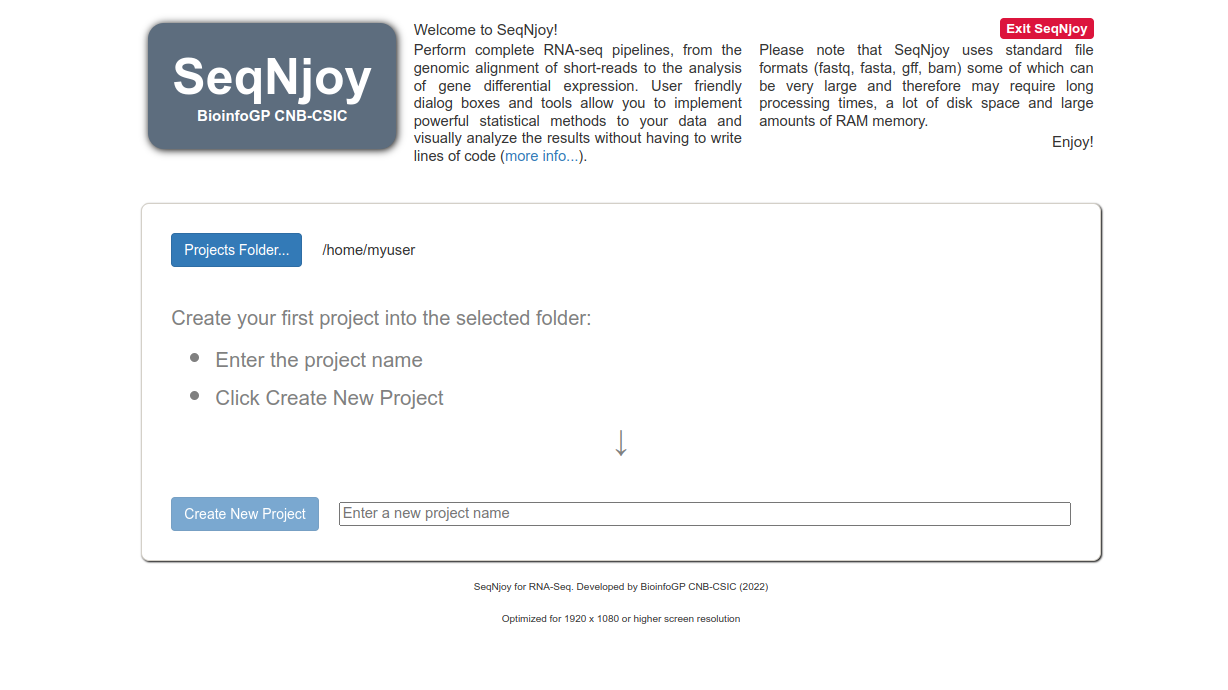 SeqNjoy
BioinfoGP CNB-CSIC
Welcome to SeqNjoy!
Perform complete RNA-seq pipelines, from the
genomic alignment of short-reads to the analysis
of gene differential expression. User friendly
dialog boxes and tools allow you to implement
powerful statistical methods to your data and
visually analyze the results without having to write
lines of code (more info...).
Exit SeqNjoy
Please note that SeqNjoy uses standard file
formats (fastq, fasta, gff, bam) some of which can
be very large and therefore may require long
processing times, a lot of disk space and large
amounts of RAM memory.
Enjoy!
Projects Folder... /home/myuser
Create your first project into the selected folder:
• Enter the project name
• Click Create New Project
↓
Create New Project Enter a new project name
SeqNjoy for RNA-Seq. Developed by BioinfoGP CNB-CSIC (2022)
Optimized for 1920 x 1080 or higher screen resolution